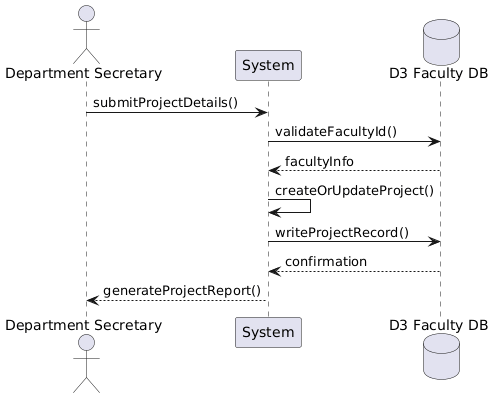 Department Secretary
System
D3 Faculty DB
submitProjectDetails()
validateFacultyId()
facultyInfo
createOrUpdateProject()
writeProjectRecord()
confirmation
generateProjectReport()
Department Secretary
System
D3 Faculty DB